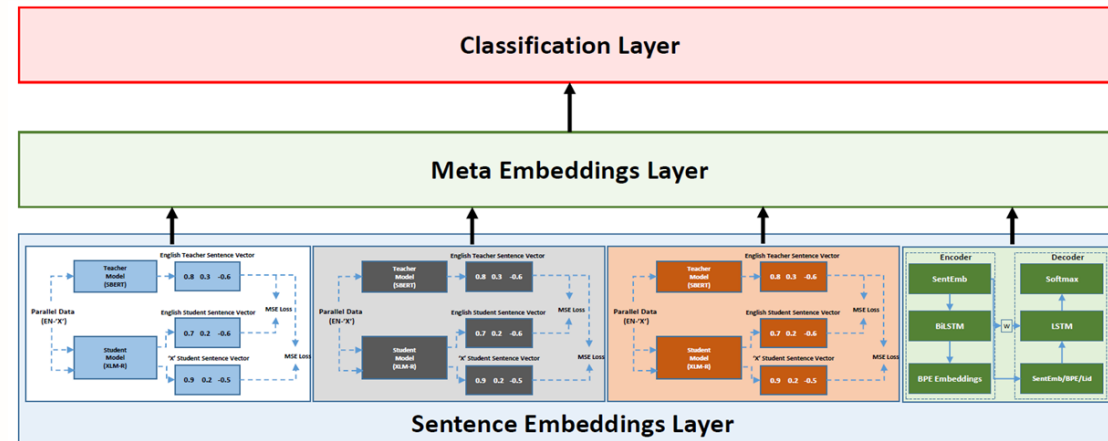 Classification Layer
Meta Embeddings Layer
English Teacher Sentence Vector
Teacher
Model
(SBERT)
0.8 0.3 -0.6
Parallel Data
(EN-'X')
MSE Loss
English Student Sentence Vector
0.7 0.2 -0.6
Student
Model
(XLM-R)
'X' Student Sentence Vector
MSE Loss
0.9 0.2 -0.5
English Teacher Sentence Vector
Teacher
Model
(SBERT)
0.8 0.3 -0.6
Parallel Data
(EN-'X')
MSE Loss
English Student Sentence Vector
0.7 0.2 -0.6
Student
Model
(XLM-R)
'X' Student Sentence Vector
MSE Loss
0.9 0.2 -0.5
English Teacher Sentence Vector
Teacher
Model
(SBERT)
0.8 0.3 -0.6
Parallel Data
(EN-'X')
MSE Loss
English Student Sentence Vector
0.7 0.2 -0.6
Student
Model
(XLM-R)
'X' Student Sentence Vector
MSE Loss
0.9 0.2 -0.5
Encoder
Decoder
SentEmb
Softmax
BiLSTM
W
LSTM
BPE Embeddings
SentEmb/BPE/Lid
Sentence Embeddings Layer